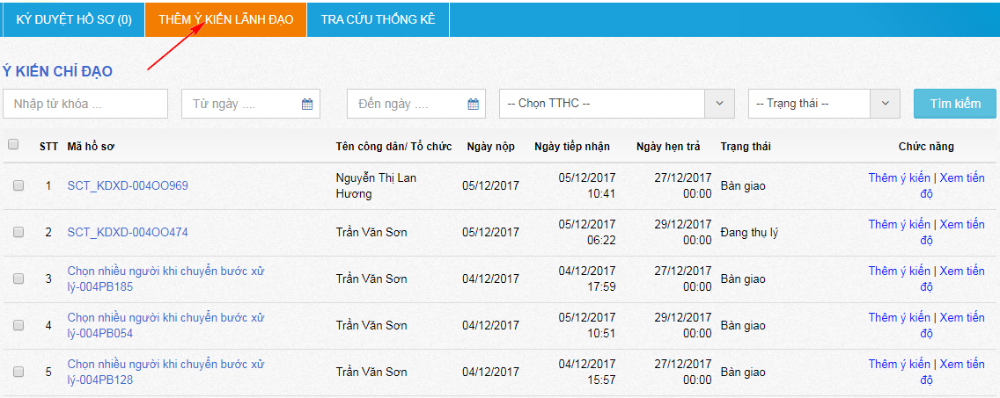 KÝ DUYỆT HỒ SƠ (0) THÊM Ý KIẾN LÃNH ĐẠO TRA CỨU THỐNG KÊ
Ý KIẾN CHỈ ĐẠO
Nhập từ khóa ... Từ ngày .... Đến ngày .... -- Chọn TTHC -- -- Trạng thái -- Tìm kiếm
STT Mã hồ sơ Tên công dân/ Tổ chức Ngày nộp Ngày tiếp nhận Ngày hẹn trả Trạng thái Chức năng
1 SCT_KDXD-004OO969 Nguyễn Thị Lan 05/12/2017 05/12/2017 27/12/2017 Bàn giao Thêm ý kiến | Xem tiến
Hương 10:41 00:00 độ
2 SCT_KDXD-004OO474 Trần Văn Sơn 05/12/2017 05/12/2017 29/12/2017 Đang thụ lý Thêm ý kiến | Xem tiến
06:22 00:00 độ
3 Chọn nhiều người khi chuyển bước xử Trần Văn Sơn 04/12/2017 04/12/2017 27/12/2017 Bàn giao Thêm ý kiến | Xem tiến
lý-004PB185 17:59 00:00 độ
4 Chọn nhiều người khi chuyển bước xử Trần Văn Sơn 04/12/2017 05/12/2017 29/12/2017 Bàn giao Thêm ý kiến | Xem tiến
lý-004PB054 10:51 00:00 độ
5 Chọn nhiều người khi chuyển bước xử Trần Văn Sơn 04/12/2017 04/12/2017 27/12/2017 Bàn giao Thêm ý kiến | Xem tiến
lý-004PB128 15:57 00:00 độ